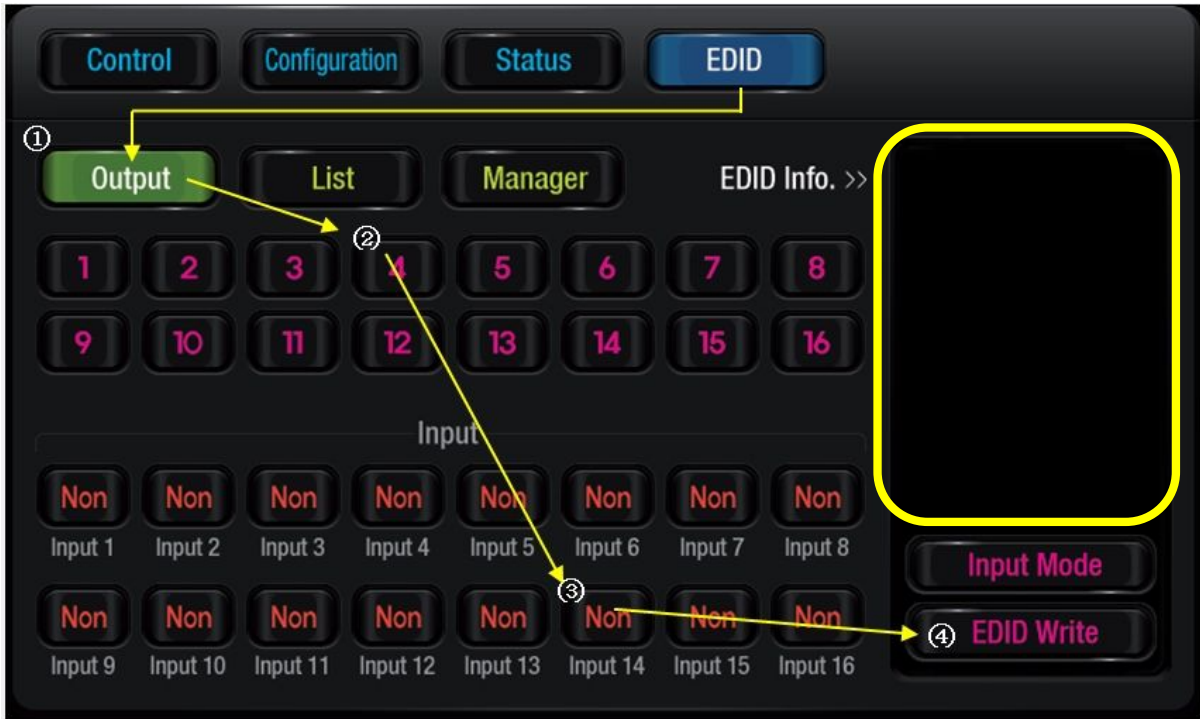 Control Configuration Status EDID
①
Output List Manager EDID Info. >>
②
1 2 3 4 5 6 7 8
9 10 11 12 13 14 15 16
Input
Non Non Non Non Non Non Non Non
Input 1 Input 2 Input 3 Input 4 Input 5 Input 6 Input 7 Input 8
Input Mode
③
Non Non Non Non Non Non Non Non
④ EDID Write
Input 9 Input 10 Input 11 Input 12 Input 13 Input 14 Input 15 Input 16